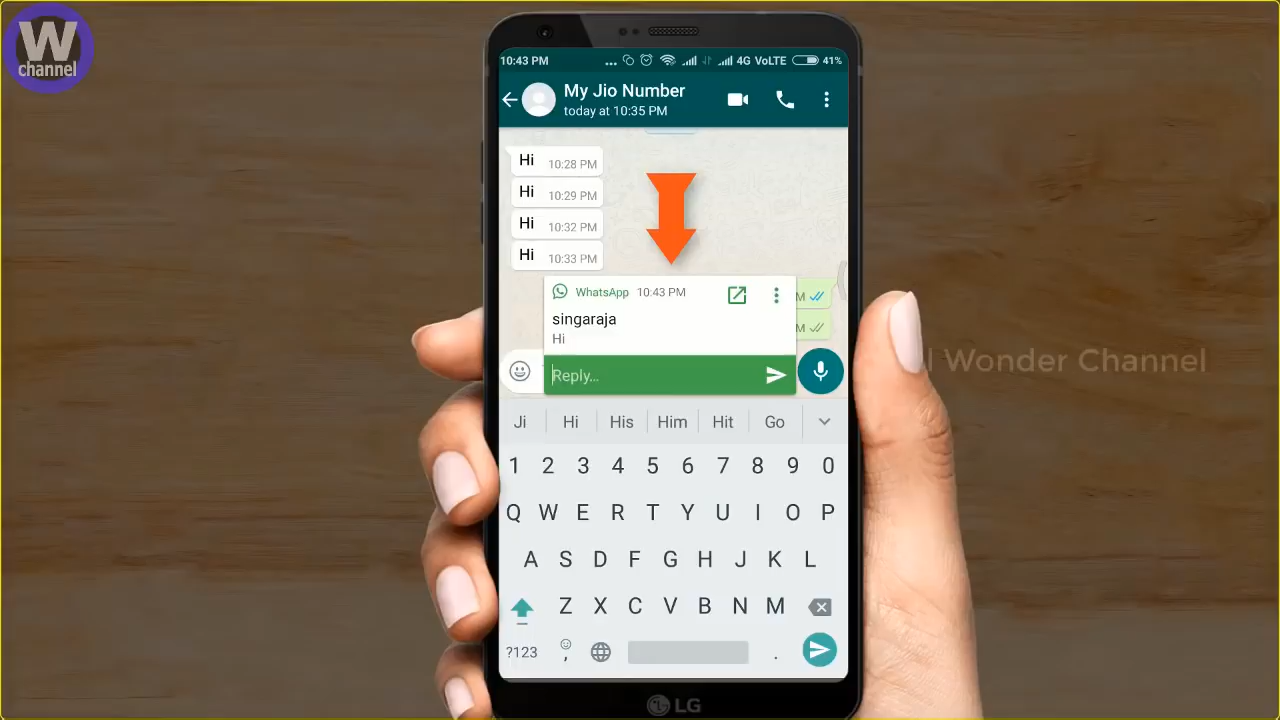 W
channel
10:43 PM ... 4G VoLTE 41%
My Jio Number
today at 10:35 PM
Hi 10:28 PM
Hi 10:29 PM
Hi 10:32 PM
Hi 10:33 PM
WhatsApp 10:43 PM
M
singaraja
M
Hi
l Wonder Channel
Reply...
Ji Hi His Him Hit Go
1 2 3 4 5 6 7 8 9 0
Q W E R T Y U I O P
A S D F G H J K L
Z X C V B N M
?123 , .
LG